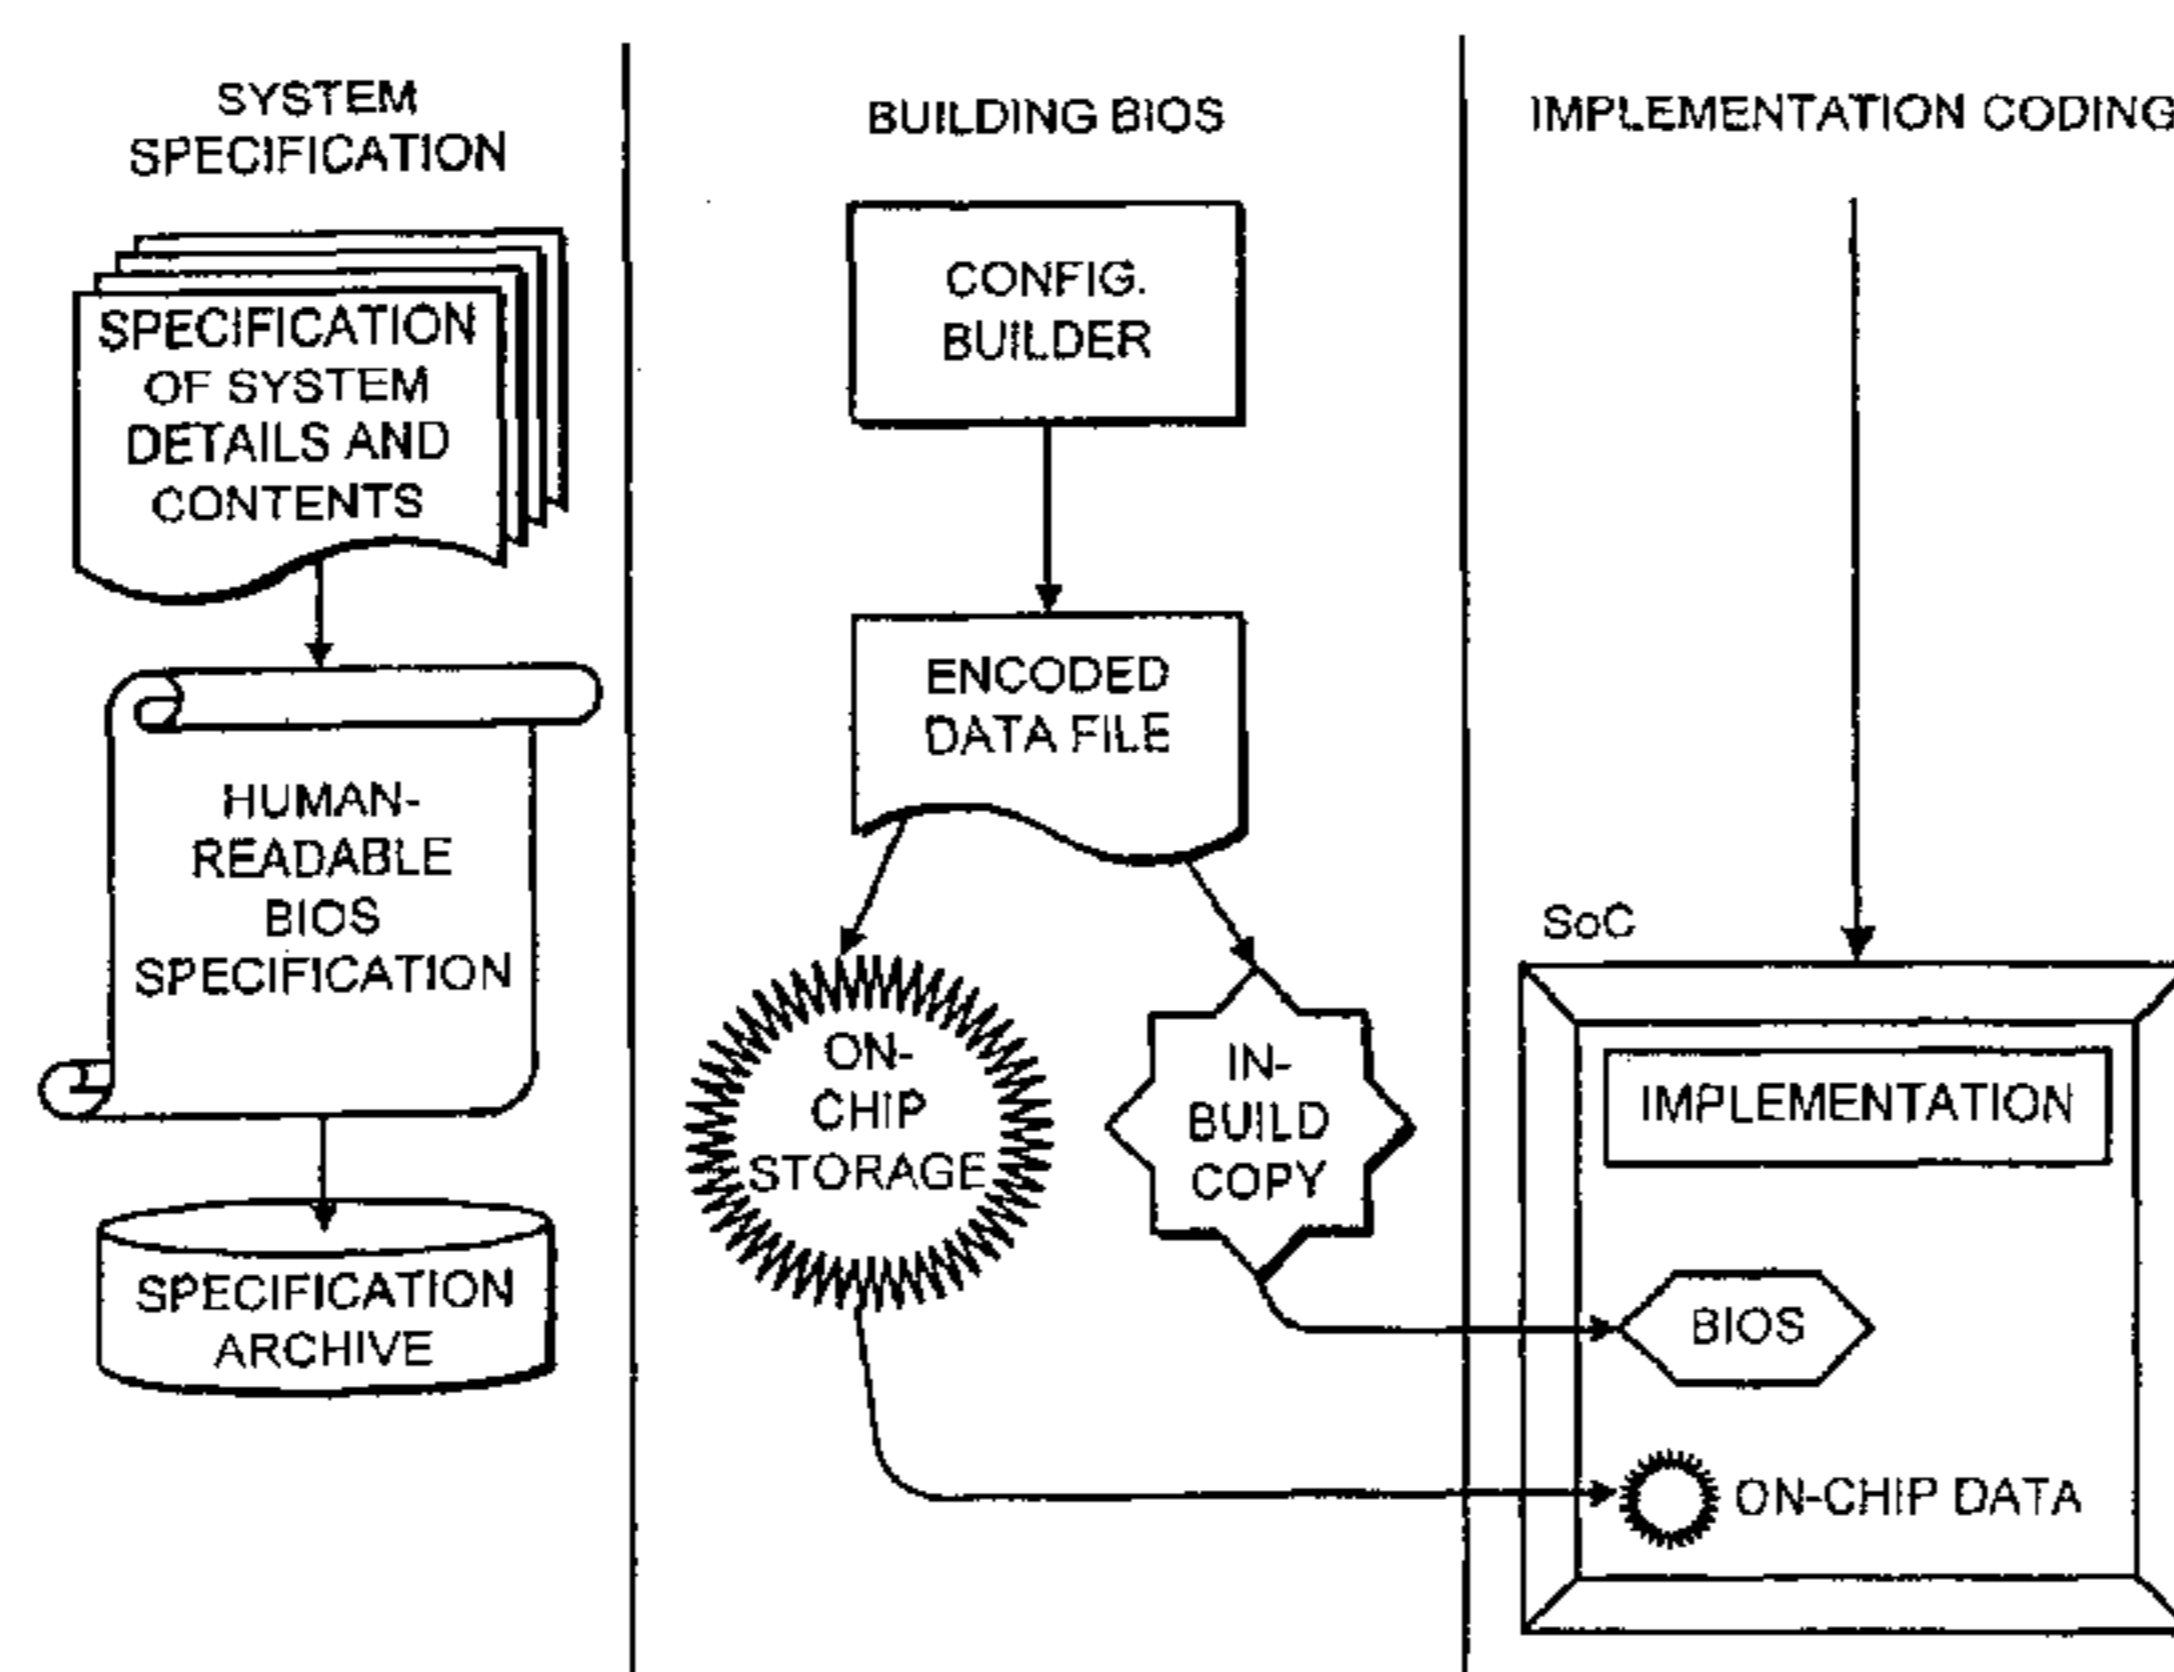 SYSTEM
SPECIFICATION
SPECIFICATION
OF SYSTEM
DETAILS AND
CONTENTS
HUMAN-
READABLE
BIOS
SPECIFICATION
SPECIFICATION
ARCHIVE
BUILDING BIOS
CONFIG.
BUILDER
ENCODED
DATA FILE
ON-
CHIP
STORAGE
IN-
BUILD
COPY
IMPLEMENTATION CODING
SoC
IMPLEMENTATION
BIOS
ON-CHIP DATA